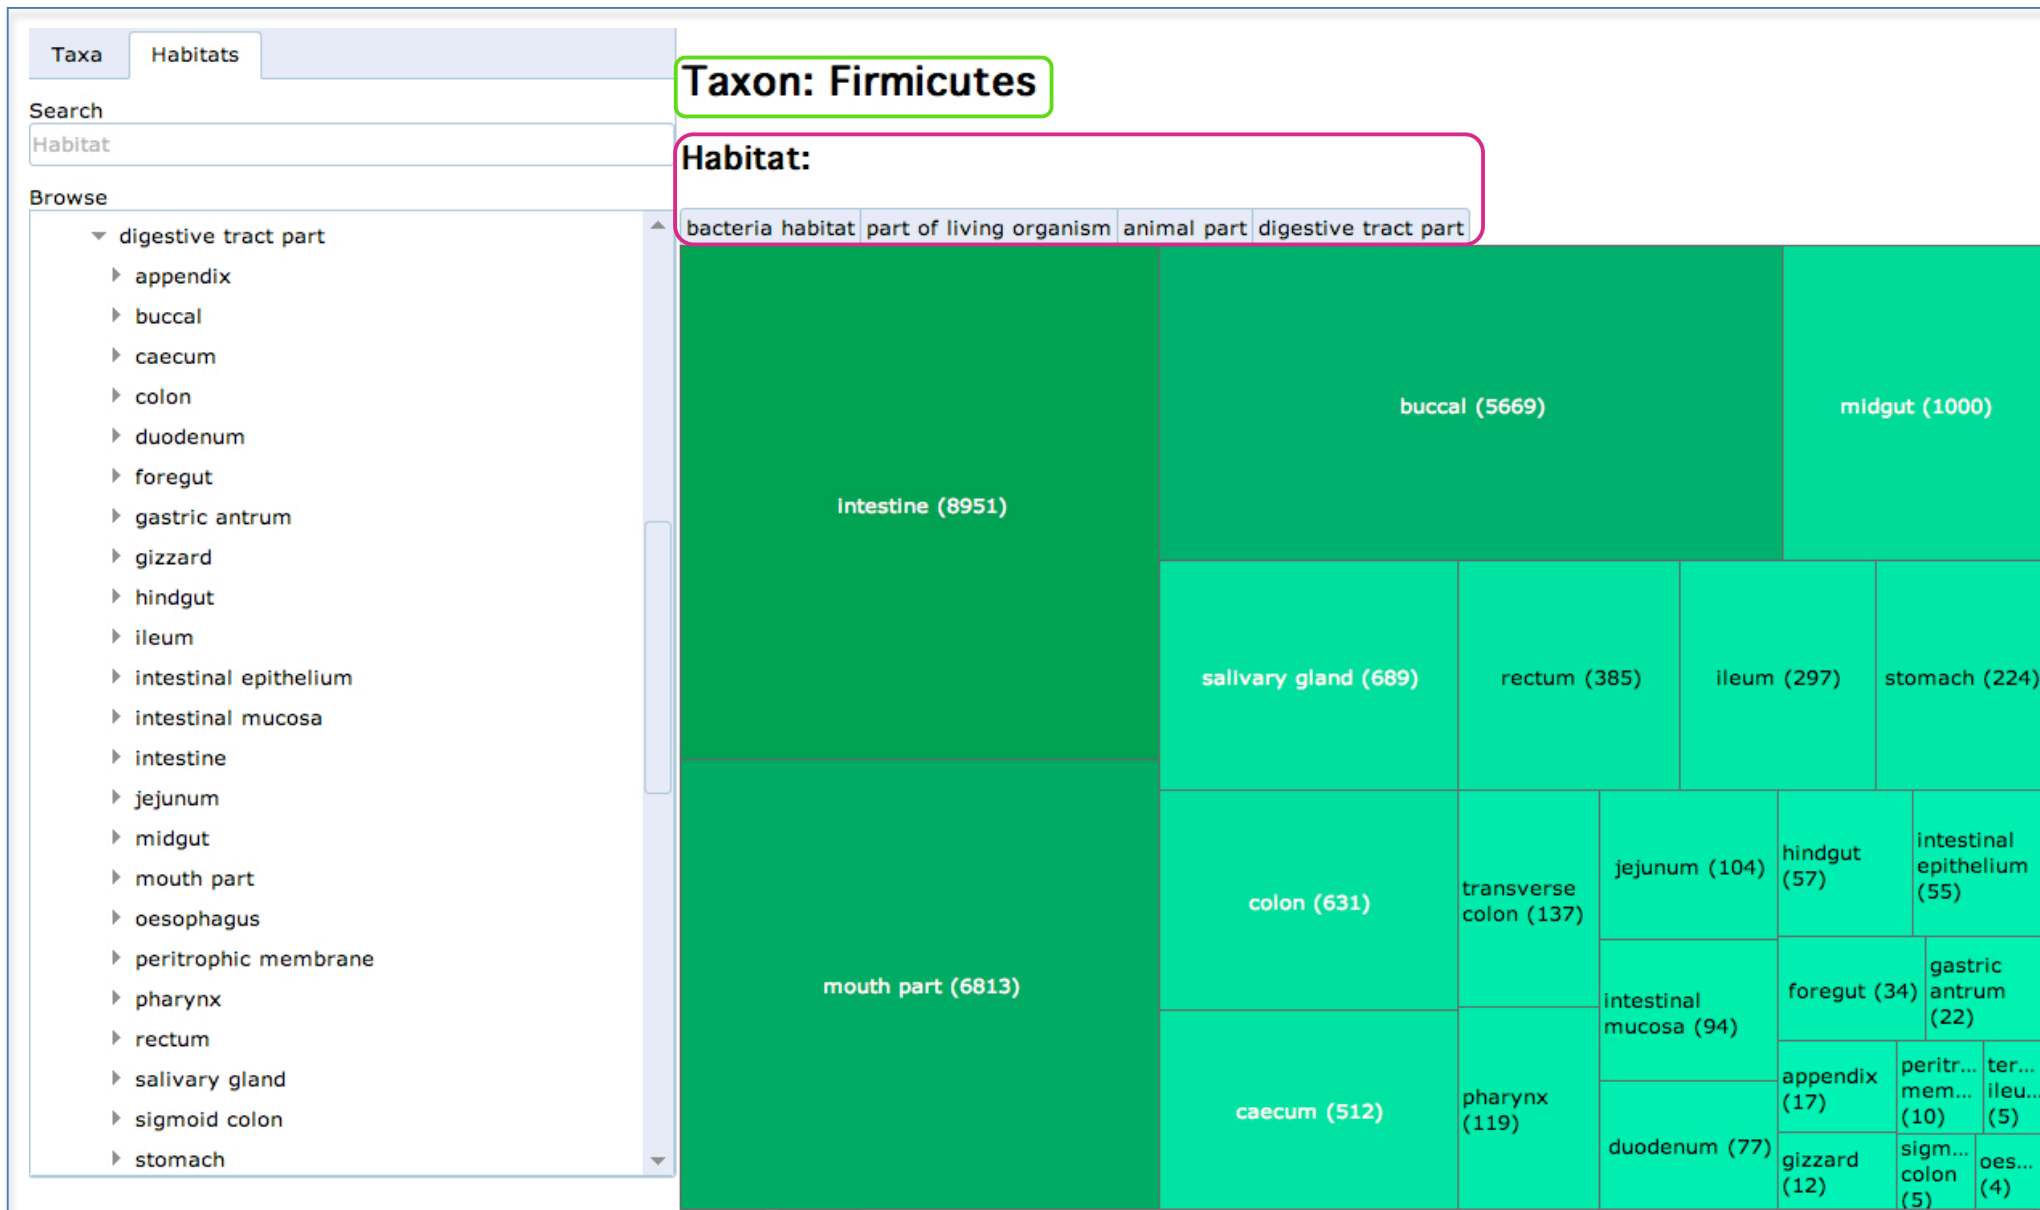 Taxa
Habitats
Search
Habitat
Browse
digestive tract part
appendix
buccal
caecum
colon
duodenum
foregut
gastric antrum
gizzard
hindgut
ileum
intestinal epithelium
intestinal mucosa
intestine
jejunum
midgut
mouth part
oesophagus
peritrophic membrane
pharynx
rectum
salivary gland
sigmoid colon
stomach
Taxon: Firmicutes
Habitat:
bacteria habitat
part of living organism
animal part
digestive tract part
intestine (8951)
mouth part (6813)
buccal (5669)
midgut (1000)
salivary gland (689)
rectum (385)
ileum (297)
stomach (224)
colon (631)
caecum (512)
transverse
colon (137)
pharynx
(119)
jejunum (104)
intestinal
mucosa (94)
duodenum (77)
hindgut
(57)
intestinal
epithelium
(55)
foregut (34)
gastric
antrum
(22)
appendix
(17)
peritr...
mem...
(10)
ter...
ileu...
(5)
gizzard
(12)
sigm...
colon
(5)
oes...
(4)